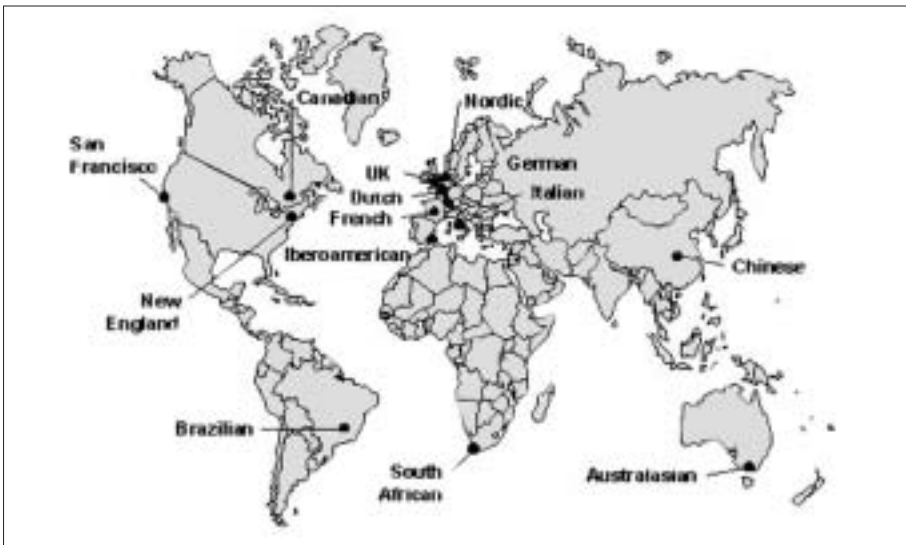 Canadian
Nordic
San
Francisco
German
UK
Dutch
Italian
French
Iberoamerican
Chinese
New
England
Brazilian
South
African
Australasian